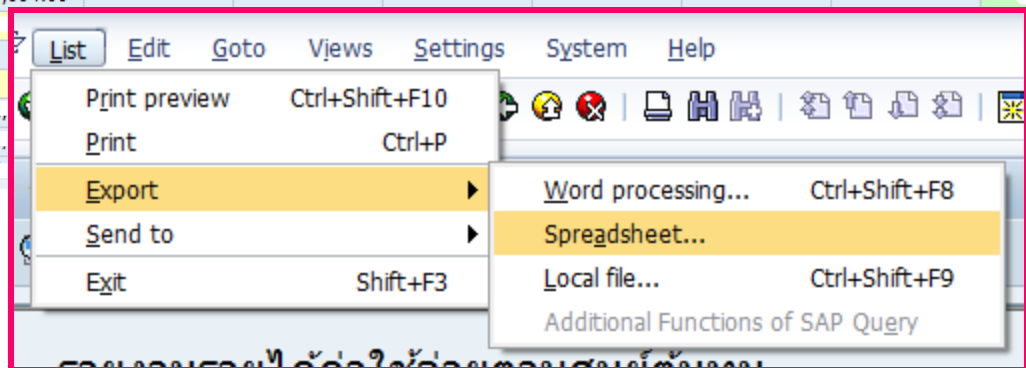 List Edit Goto Views Settings System Help
Print preview Ctrl+Shift+F10
Print Ctrl+P
Export
Word processing... Ctrl+Shift+F8
Send to
Spreadsheet...
Exit Shift+F3
Local file... Ctrl+Shift+F9
Additional Functions of SAP Query